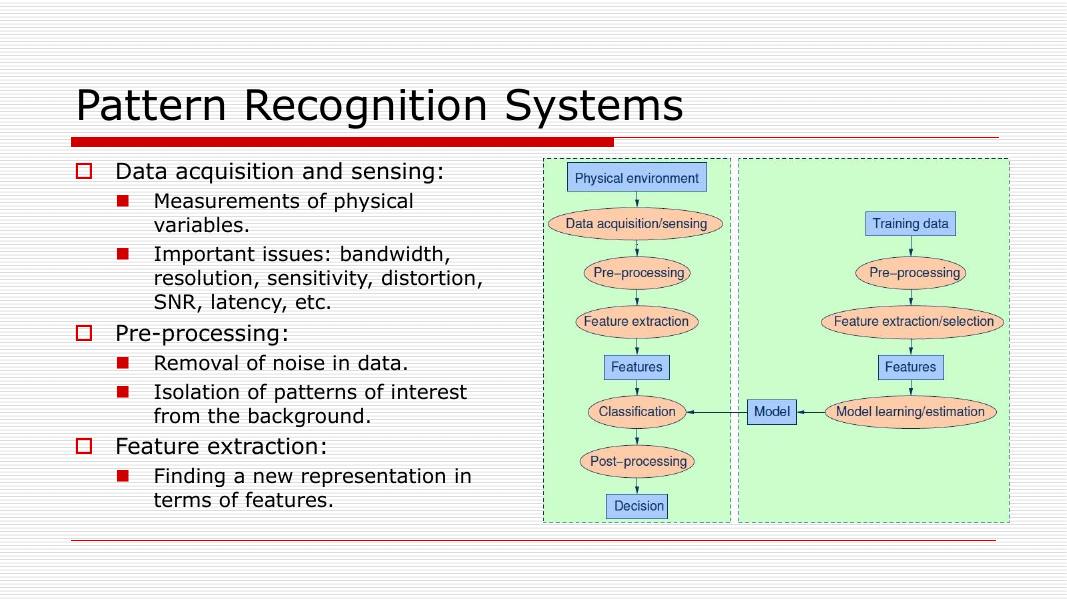 Pattern Recognition Systems
Data acquisition and sensing:
Measurements of physical
variables.
Important issues: bandwidth,
resolution, sensitivity, distortion,
SNR, latency, etc.
Pre-processing:
Removal of noise in data.
Isolation of patterns of interest
from the background.
Feature extraction:
Finding a new representation in
terms of features.
Physical environment
Data acquisition/sensing
Pre–processing
Feature extraction
Features
Classification
Post–processing
Decision
Training data
Pre–processing
Feature extraction/selection
Features
Model learning/estimation
Model